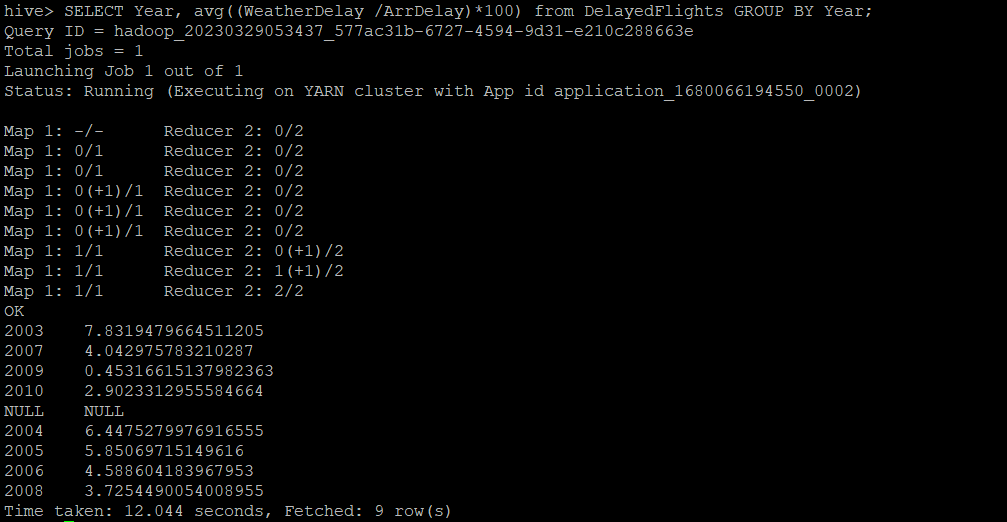 hive> SELECT Year, avg((WeatherDelay /ArrDelay)*100) from DelayedFlights GROUP BY Year;
Query ID = hadoop_20230329053437_577ac31b-6727-4594-9d31-e210c288663e
Total jobs = 1
Launching Job 1 out of 1
Status: Running (Executing on YARN cluster with App id application_1680066194550_0002)

Map 1: -/-      Reducer 2: 0/2
Map 1: 0/1      Reducer 2: 0/2
Map 1: 0/1      Reducer 2: 0/2
Map 1: 0(+1)/1  Reducer 2: 0/2
Map 1: 0(+1)/1  Reducer 2: 0/2
Map 1: 0(+1)/1  Reducer 2: 0/2
Map 1: 1/1      Reducer 2: 0(+1)/2
Map 1: 1/1      Reducer 2: 1(+1)/2
Map 1: 1/1      Reducer 2: 2/2
OK
2003    7.8319479664511205
2007    4.042975783210287
2009    0.45316615137982363
2010    2.9023312955584664
NULL    NULL
2004    6.4475279976916555
2005    5.85069715149616
2006    4.588604183967953
2008    3.7254490054008955
Time taken: 12.044 seconds, Fetched: 9 row(s)